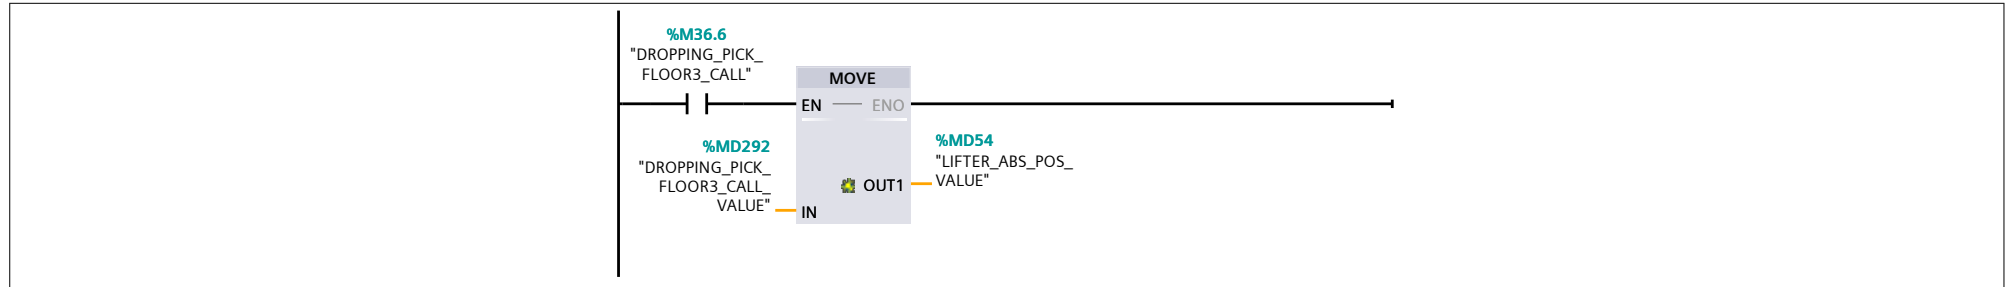 %M36.6
"DROPPING_PICK_
FLOOR3_CALL"
MOVE
EN
ENO
%MD292
"DROPPING_PICK_
FLOOR3_CALL_
VALUE"
IN
OUT1
%MD54
"LIFTER_ABS_POS_
VALUE"